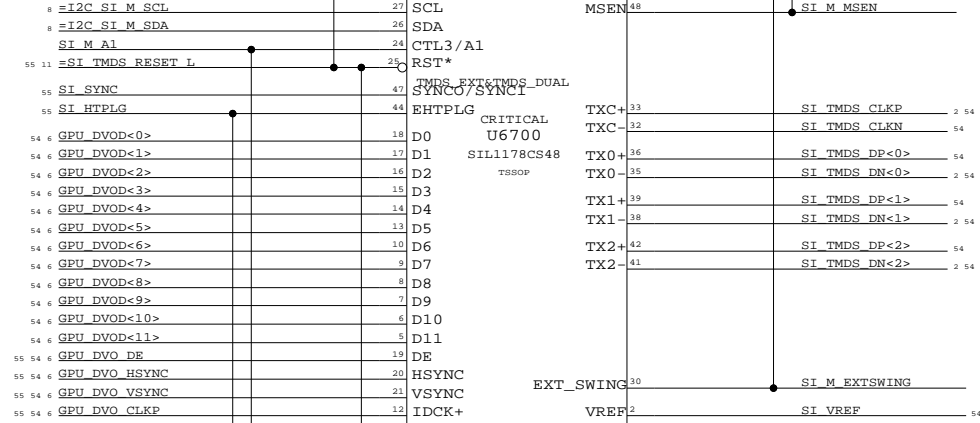 8 =I2C_SI_M_SCL 27 SCL MSEN 48 SI_M_MSEN
8 =I2C_SI_M_SDA 26 SDA
SI_M_A1 24 CTL3/A1
55 11 =SI_TMDS_RESET_L 25 RST*
TMDS_EXT&TMDS_DUAL
55 SI_SYNC 47 SYNCO/SYNCI
55 SI_HTPLG 44 EHTPLG TXC+ 33 SI_TMDS_CLKP 2 54
CRITICAL
TXC- 32 SI_TMDS_CLKN 54
54 6 GPU_DVOD<0> 18 D0 U6700
54 6 GPU_DVOD<1> 17 D1 SIL1178CS48 TX0+ 36 SI_TMDS_DP<0> 54
54 6 GPU_DVOD<2> 16 D2 TSSOP TX0- 35 SI_TMDS_DN<0> 2 54
54 6 GPU_DVOD<3> 15 D3 TX1+ 39 SI_TMDS_DP<1> 54
54 6 GPU_DVOD<4> 14 D4 TX1- 38 SI_TMDS_DN<1> 2 54
54 6 GPU_DVOD<5> 13 D5
54 6 GPU_DVOD<6> 10 D6 TX2+ 42 SI_TMDS_DP<2> 54
54 6 GPU_DVOD<7> 9 D7 TX2- 41 SI_TMDS_DN<2> 2 54
54 6 GPU_DVOD<8> 8 D8
54 6 GPU_DVOD<9> 7 D9
54 6 GPU_DVOD<10> 6 D10
54 6 GPU_DVOD<11> 5 D11
55 54 6 GPU_DVO_DE 19 DE
55 54 6 GPU_DVO_HSYNC 20 HSYNC EXT_SWING 30 SI_M_EXTSWING
55 54 6 GPU_DVO_VSYNC 21 VSYNC
55 54 6 GPU_DVO_CLKP 12 IDCK+ VREF 2 SI_VREF 54